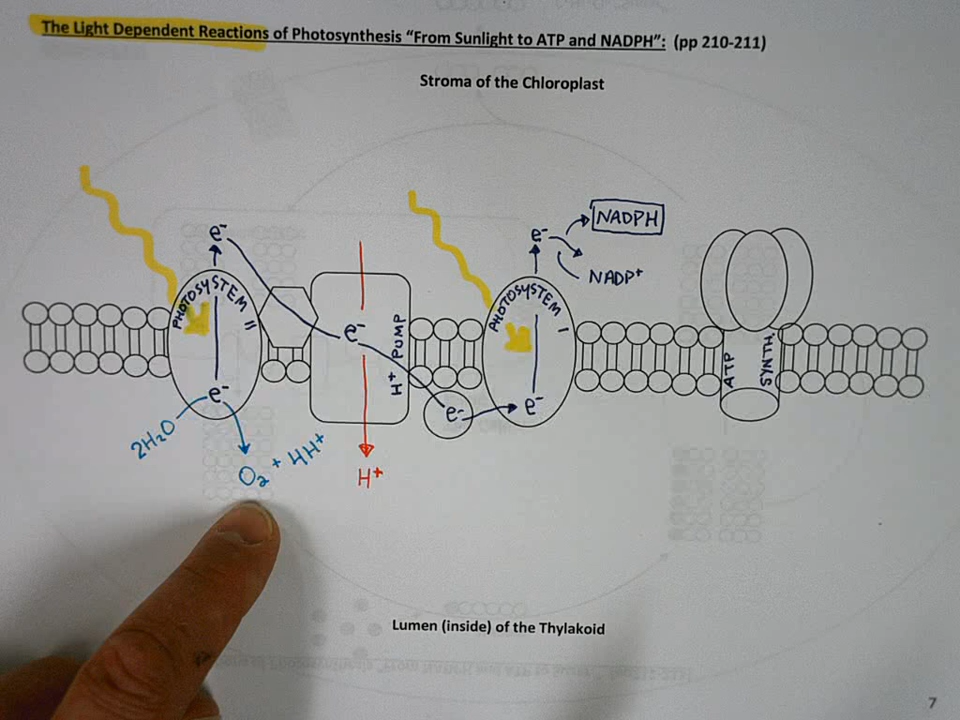 The Light Dependent Reactions of Photosynthesis “From Sunlight to ATP and NADPH”: (pp 210-211)
Stroma of the Chloroplast
NADPH
e⁻
e⁻
NADP⁺
PHOTOSYSTEM II
PHOTOSYSTEM I
e⁻
H⁺ PUMP
ATP
SYNTH.
e⁻
e⁻
e⁻
2H₂O
O₂ + 4H⁺
H⁺
Lumen (inside) of the Thylakoid
7